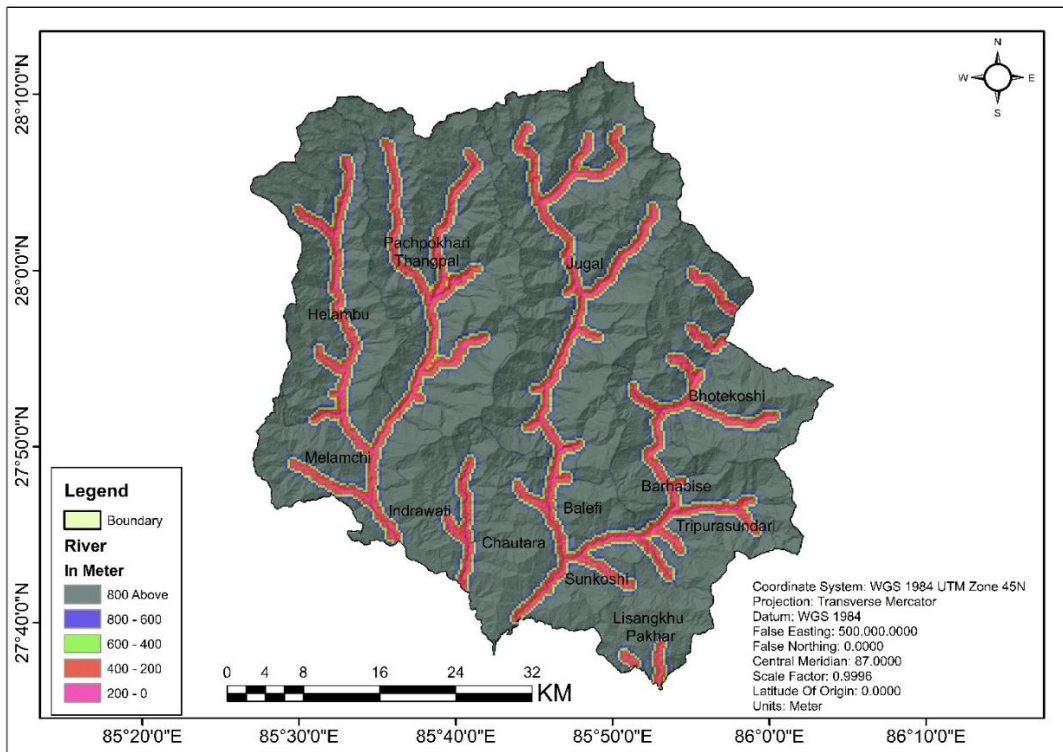 N
W E
S
28°10'0"N
28°0'0"N
27°50'0"N
27°40'0"N
Pachpokhari
Thangpal
Jugal
Helambu
Bhotekoshi
Melamchi
Barhabise
Indrawati
Balefi
Tripurasundari
Chautara
Sunkoshi
Lisangkhu
Pakhar
Legend
Boundary
River
In Meter
800 Above
800 - 600
600 - 400
400 - 200
200 - 0
0 4 8 16 24 32
KM
Coordinate System: WGS 1984 UTM Zone 45N
Projection: Transverse Mercator
Datum: WGS 1984
False Easting: 500,000.0000
False Northing: 0.0000
Central Meridian: 87.0000
Scale Factor: 0.9996
Latitude Of Origin: 0.0000
Units: Meter
85°20'0"E 85°30'0"E 85°40'0"E 85°50'0"E 86°0'0"E 86°10'0"E